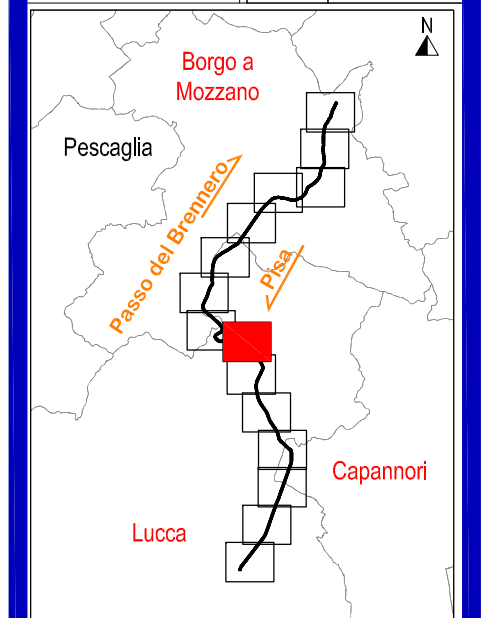 N
Borgo a
Mozzano
Pescaglia
Passo del Brennero
Pisa
Capannori
Lucca